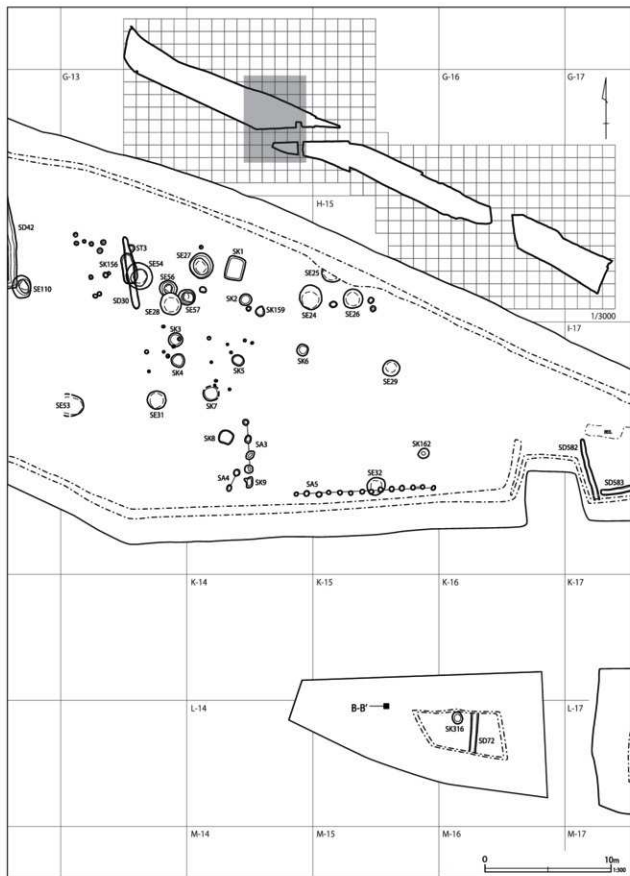 G-13
G-16
G-17
H-15
1/3000
I-17
SD42
SE110
ST3
SK156
SE54
SD30
SE27
SK1
SE56
SE28
SE57
SK2
SK159
SE25
SE24
SE26
SK3
SK4
SK5
SK6
SE29
SE53
SE31
SK7
SK8
SA3
SA4
SK9
SA5
SE32
SK162
SD582
SD583
K-14
K-15
K-16
K-17
L-14
B-B'
SK316
SD72
L-17
M-14
M-15
M-16
M-17
0
10m
1:300